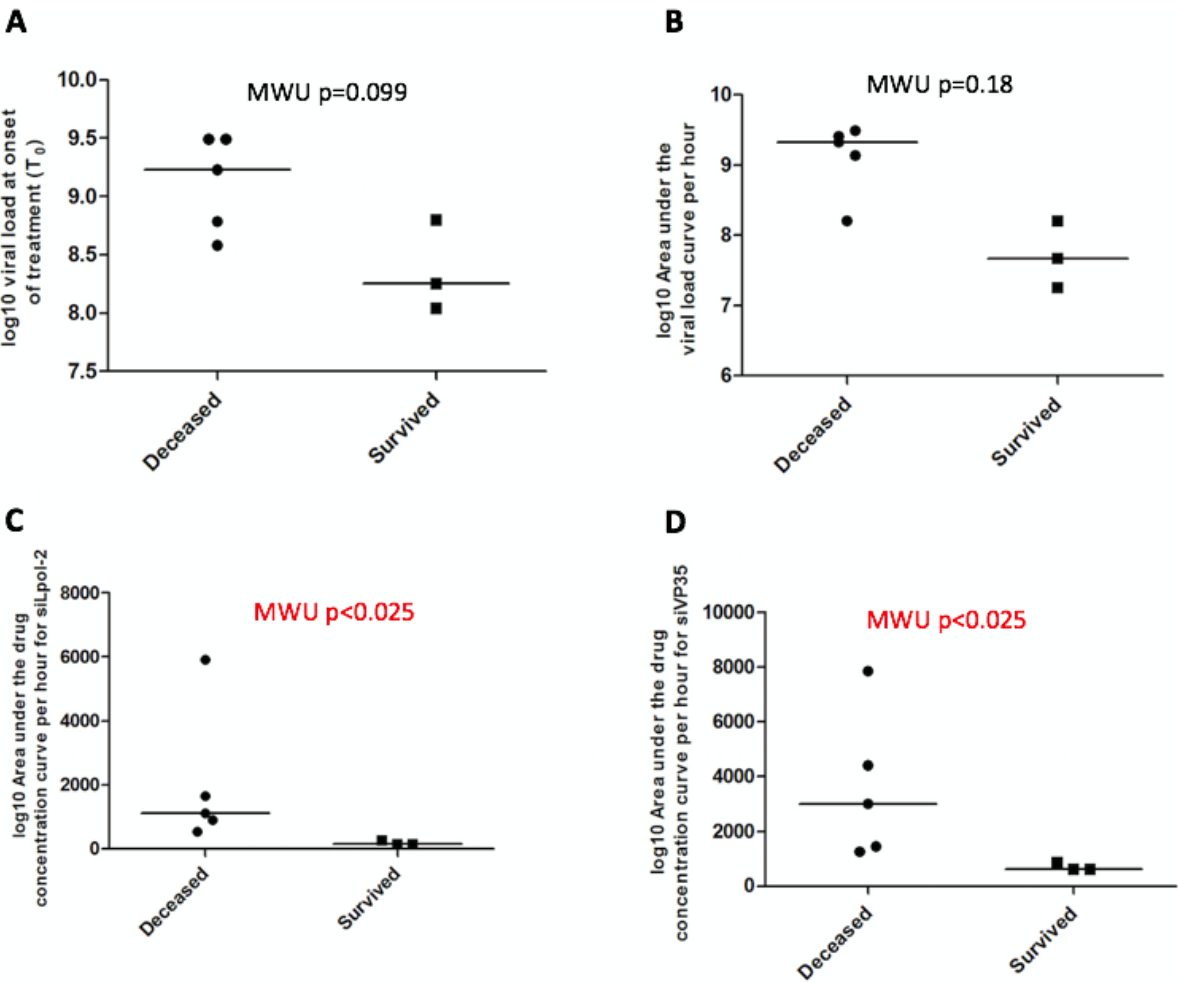 A
MWU p=0.099
10.0
9.5
9.0
8.5
8.0
7.5
log10 viral load at onset
of treatment (T0)
Deceased
Survived
B
MWU p=0.18
10
9
8
7
6
log10 Area under the
viral load curve per hour
Deceased
Survived
C
MWU p<0.025
8000
6000
4000
2000
0
log10 Area under the drug
concentration curve per hour for siLpol-2
Deceased
Survived
D
MWU p<0.025
10000
8000
6000
4000
2000
0
log10 Area under the drug
concentration curve per hour for siVP35
Deceased
Survived